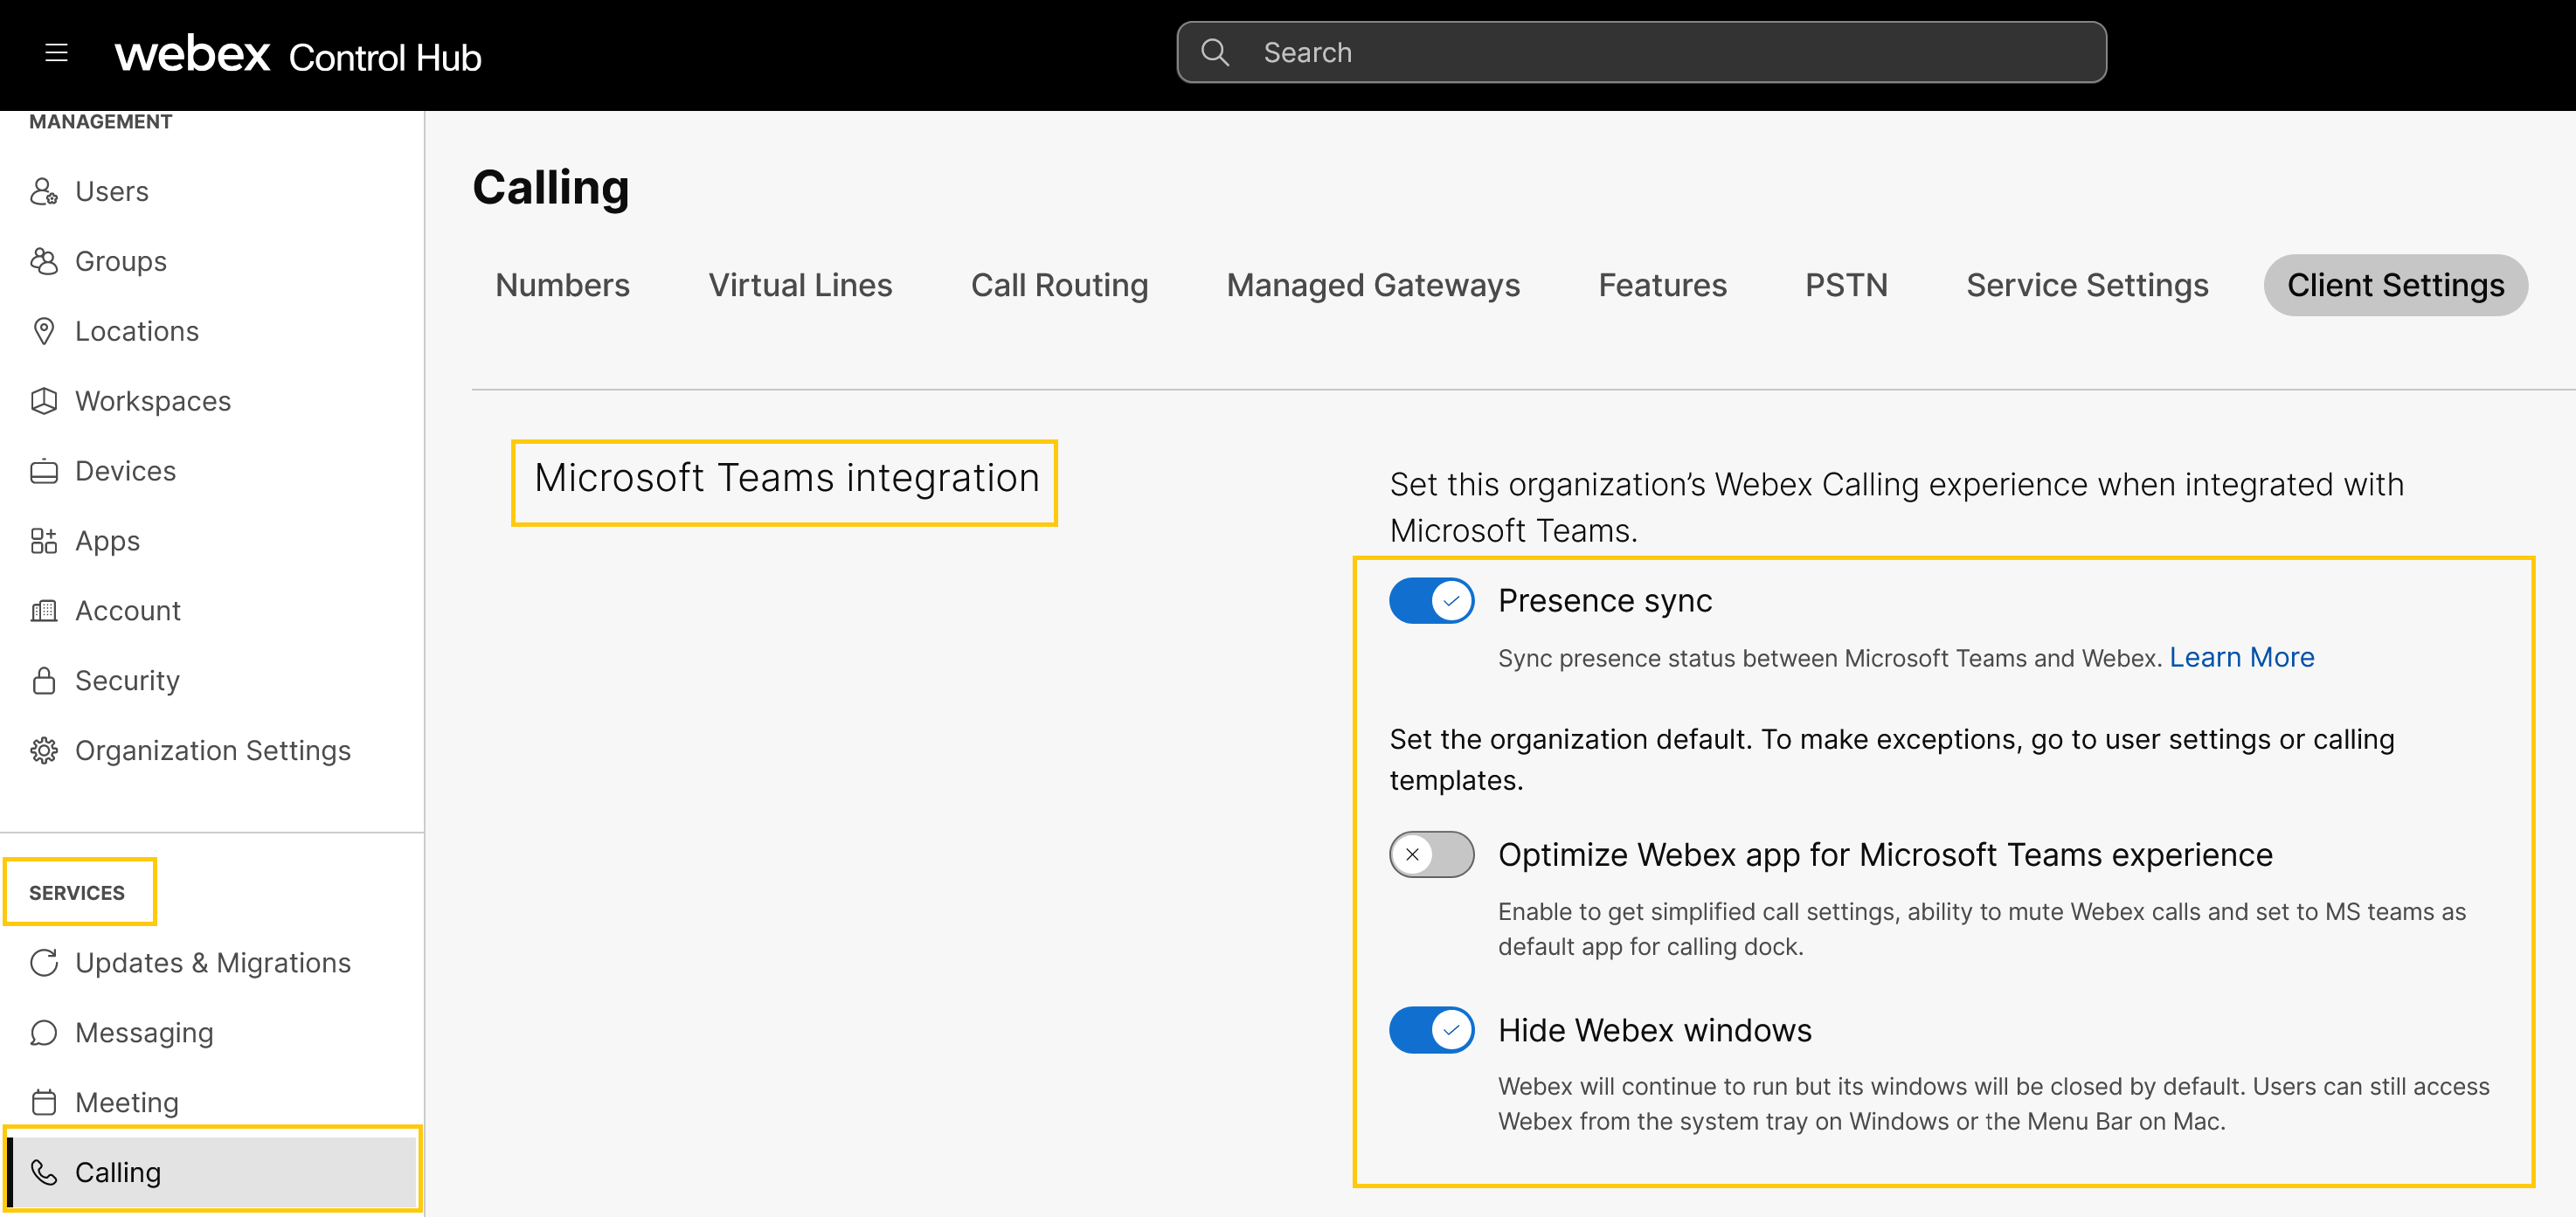 webex Control Hub
Search
MANAGEMENT
Users
Groups
Locations
Workspaces
Devices
Apps
Account
Security
Organization Settings
SERVICES
Updates & Migrations
Messaging
Meeting
Calling
Calling
Numbers
Virtual Lines
Call Routing
Managed Gateways
Features
PSTN
Service Settings
Client Settings
Microsoft Teams integration
Set this organization’s Webex Calling experience when integrated with
Microsoft Teams.
Presence sync
Sync presence status between Microsoft Teams and Webex. Learn More
Set the organization default. To make exceptions, go to user settings or calling
templates.
Optimize Webex app for Microsoft Teams experience
Enable to get simplified call settings, ability to mute Webex calls and set to MS teams as
default app for calling dock.
Hide Webex windows
Webex will continue to run but its windows will be closed by default. Users can still access
Webex from the system tray on Windows or the Menu Bar on Mac.